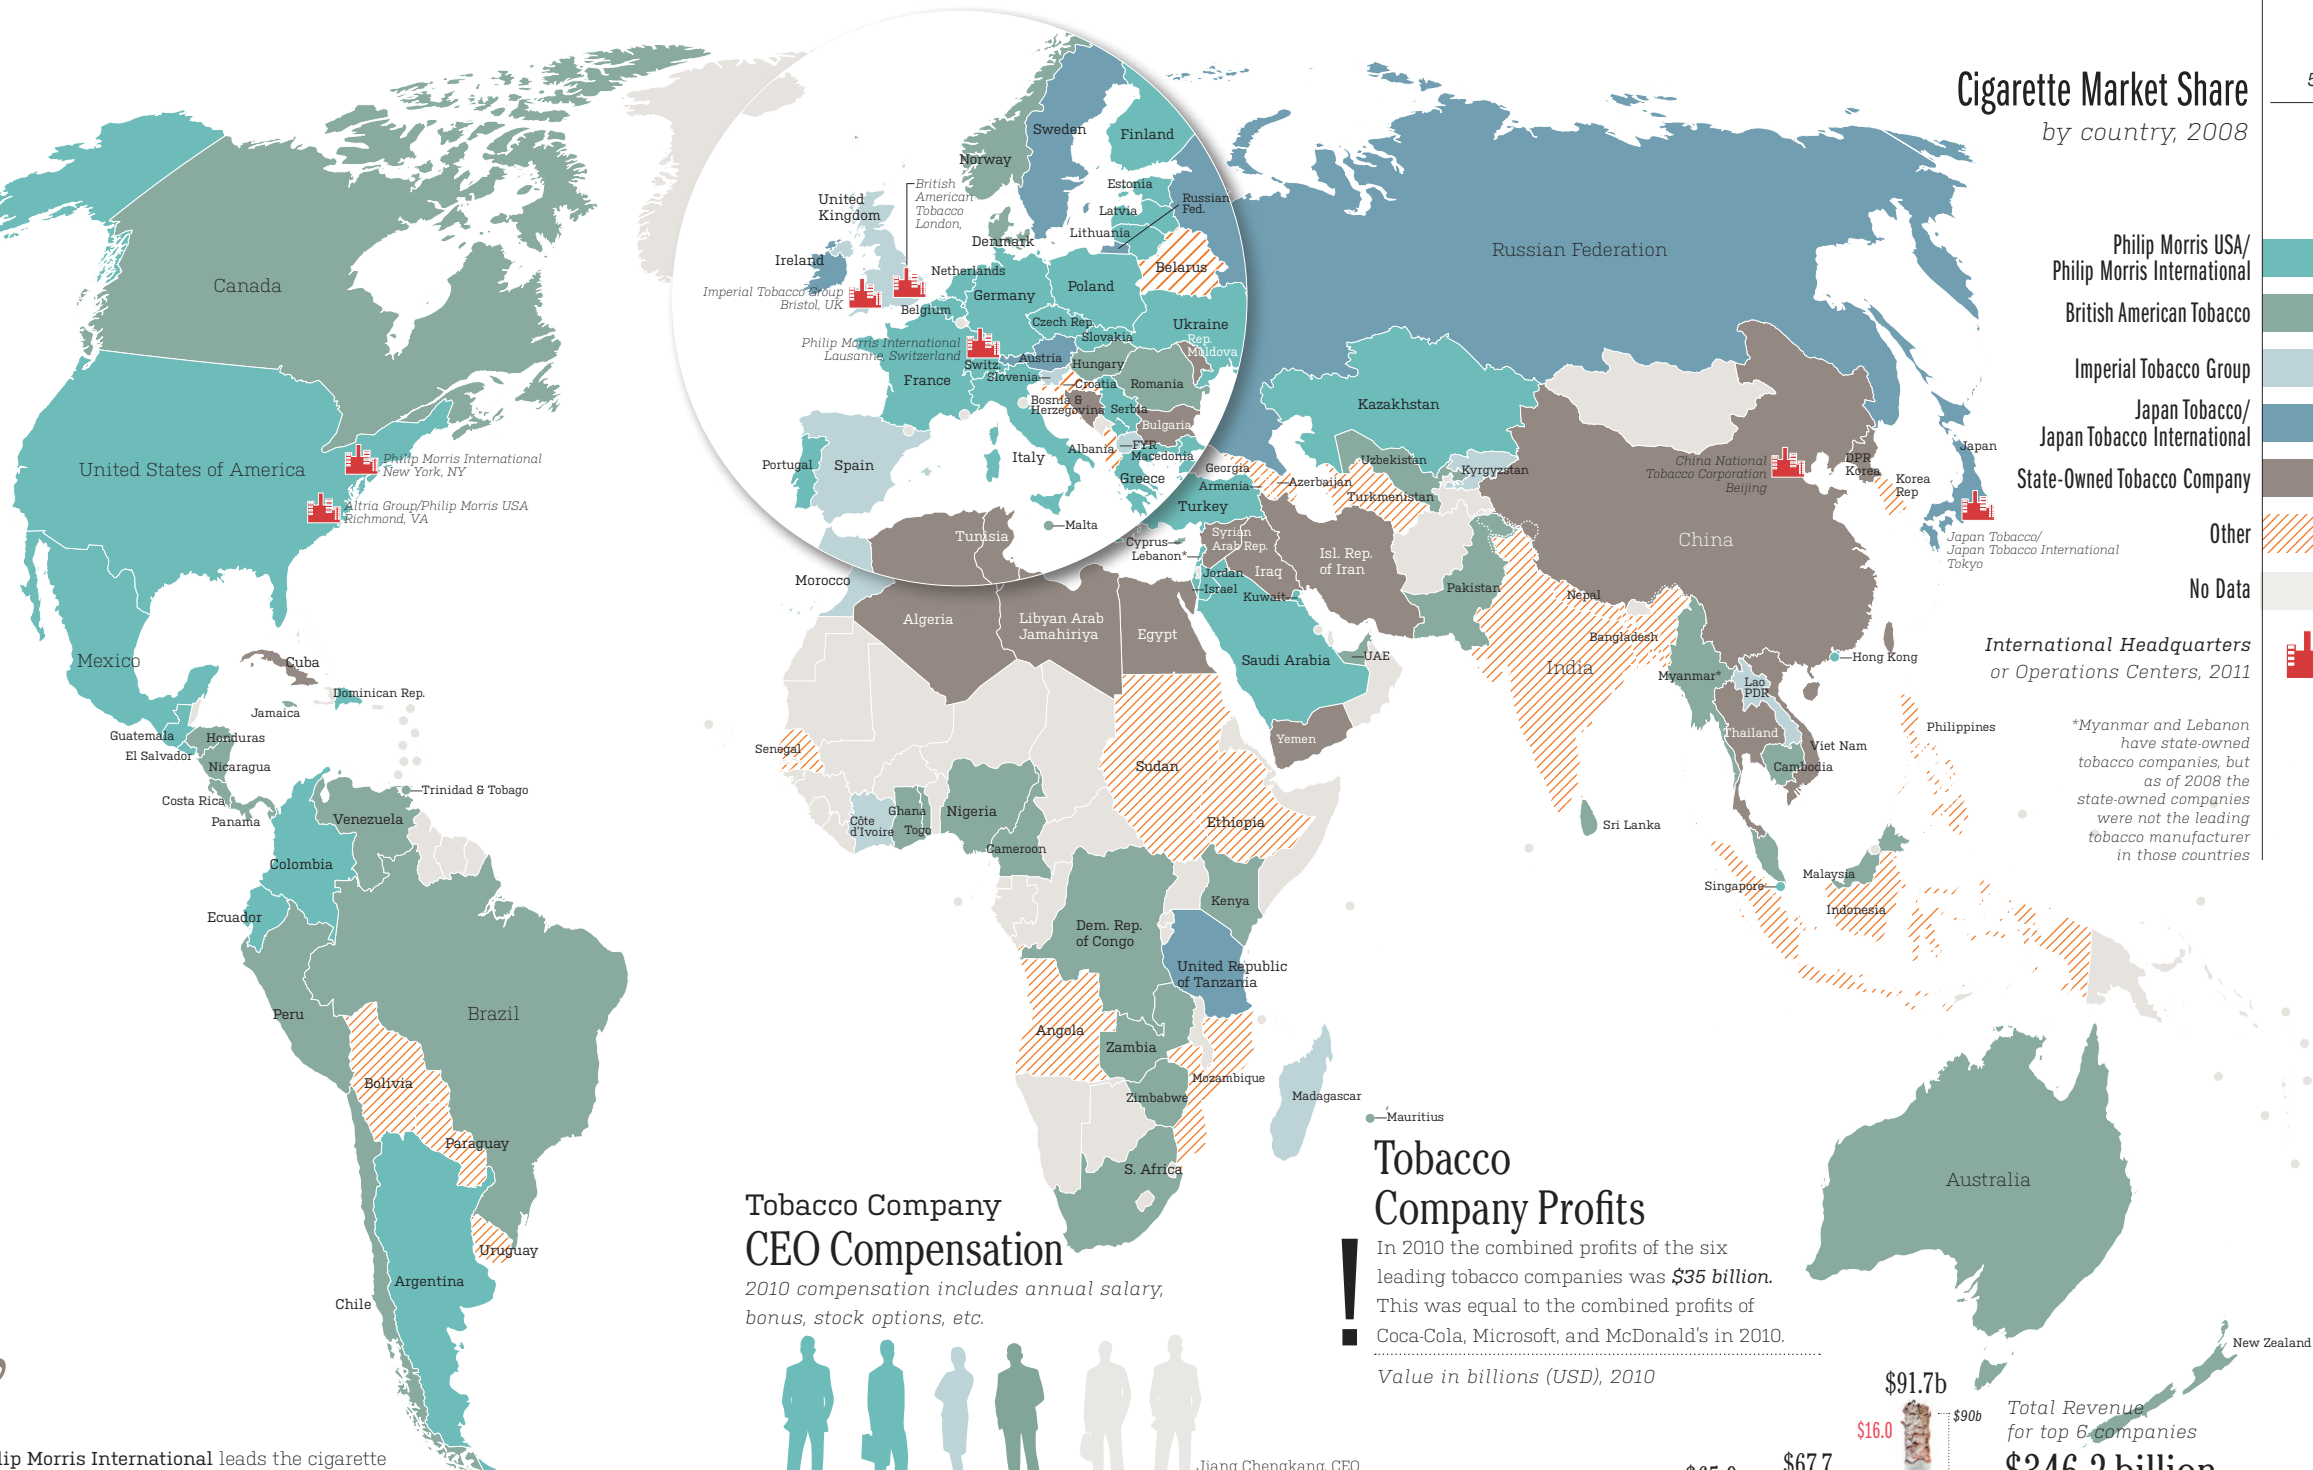 Cigarette Market Share
by country, 2008
Philip Morris USA/
Philip Morris International
British American Tobacco
Imperial Tobacco Group
Japan Tobacco/
Japan Tobacco International
State-Owned Tobacco Company
Other
No Data
International Headquarters
or Operations Centers, 2011
*Myanmar and Lebanon
have state-owned
tobacco companies, but
as of 2008 the
state-owned companies
were not the leading
tobacco manufacturer
in those countries
Canada
United States of America
Philip Morris International
New York, NY
Altria Group/Philip Morris USA
Richmond, VA
Mexico
Cuba
Dominican Rep.
Jamaica
Guatemala
Honduras
El Salvador
Nicaragua
Costa Rica
Panama
Trinidad & Tobago
Venezuela
Colombia
Ecuador
Peru
Brazil
Bolivia
Paraguay
Uruguay
Argentina
Chile
Sweden
Finland
Norway
Estonia
Latvia
Lithuania
Russian
Fed.
United
Kingdom
British
American
Tobacco
London,
Denmark
Ireland
Netherlands
Belarus
Imperial Tobacco Group
Bristol, UK
Germany
Poland
Belgium
Czech Rep.
Ukraine
Slovakia
Philip Morris International
Lausanne, Switzerland
Rep.
Moldova
Austria
Switz.
Hungary
Slovenia
France
Croatia
Romania
Bosnia &
Herzegovina
Serbia
Bulgaria
Albania
FYR
Macedonia
Portugal
Spain
Italy
Greece
Malta
Tunisia
Morocco
Algeria
Libyan Arab
Jamahiriya
Egypt
Georgia
Armenia
Azerbaijan
Turkey
Cyprus
Lebanon*
Syrian
Arab Rep.
Jordan
Israel
Iraq
Kuwait
Isl. Rep.
of Iran
Saudi Arabia
UAE
Yemen
Russian Federation
Kazakhstan
Uzbekistan
Kyrgyzstan
Turkmenistan
Pakistan
China National
Tobacco Corporation
Beijing
China
DPR
Korea
Korea
Rep
Japan
Japan Tobacco/
Japan Tobacco International
Tokyo
Nepal
Bangladesh
India
Hong Kong
Myanmar*
Lao
PDR
Thailand
Viet Nam
Cambodia
Philippines
Sri Lanka
Malaysia
Singapore
Indonesia
Senegal
Sudan
Ethiopia
Côte
d'Ivoire
Ghana
Togo
Nigeria
Cameroon
Kenya
Dem. Rep.
of Congo
United Republic
of Tanzania
Angola
Zambia
Mozambique
Zimbabwe
Madagascar
Mauritius
S. Africa
Australia
New Zealand
Tobacco Company
CEO Compensation
2010 compensation includes annual salary,
bonus, stock options, etc.
Jiang Chengkang, CEO
Tobacco
Company Profits
! In 2010 the combined profits of the six
leading tobacco companies was $35 billion.
This was equal to the combined profits of
Coca-Cola, Microsoft, and McDonald's in 2010.
Value in billions (USD), 2010
$91.7b
$16.0
$90b
$67.7
Total Revenue
for top 6 companies
$346.2 billion
Morris International leads the cigarette